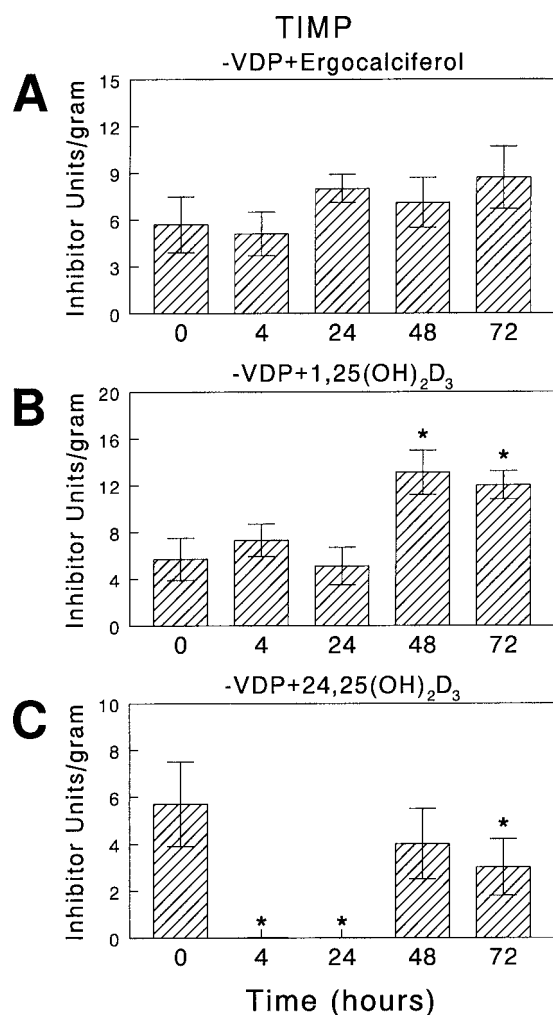 TIMP
-VDP+Ergocalciferol
A
Inhibitor Units/gram
15
12
9
6
3
0
0 4 24 48 72
-VDP+1,25(OH)₂D₃
B
Inhibitor Units/gram
20
16
12
8
4
0
* *
0 4 24 48 72
-VDP+24,25(OH)₂D₃
C
Inhibitor Units/gram
10
8
6
4
2
0
* * *
0 4 24 48 72
Time (hours)